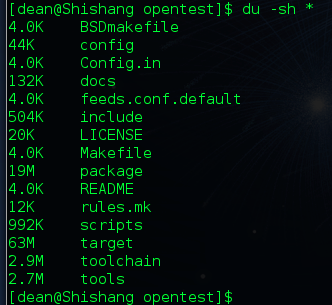 [dean@Shishang opentest]$ du -sh *
4.0K    BSDmakefile
44K     config
4.0K    Config.in
132K    docs
4.0K    feeds.conf.default
504K    include
20K     LICENSE
4.0K    Makefile
19M     package
4.0K    README
12K     rules.mk
992K    scripts
63M     target
2.9M    toolchain
2.7M    tools
[dean@Shishang opentest]$